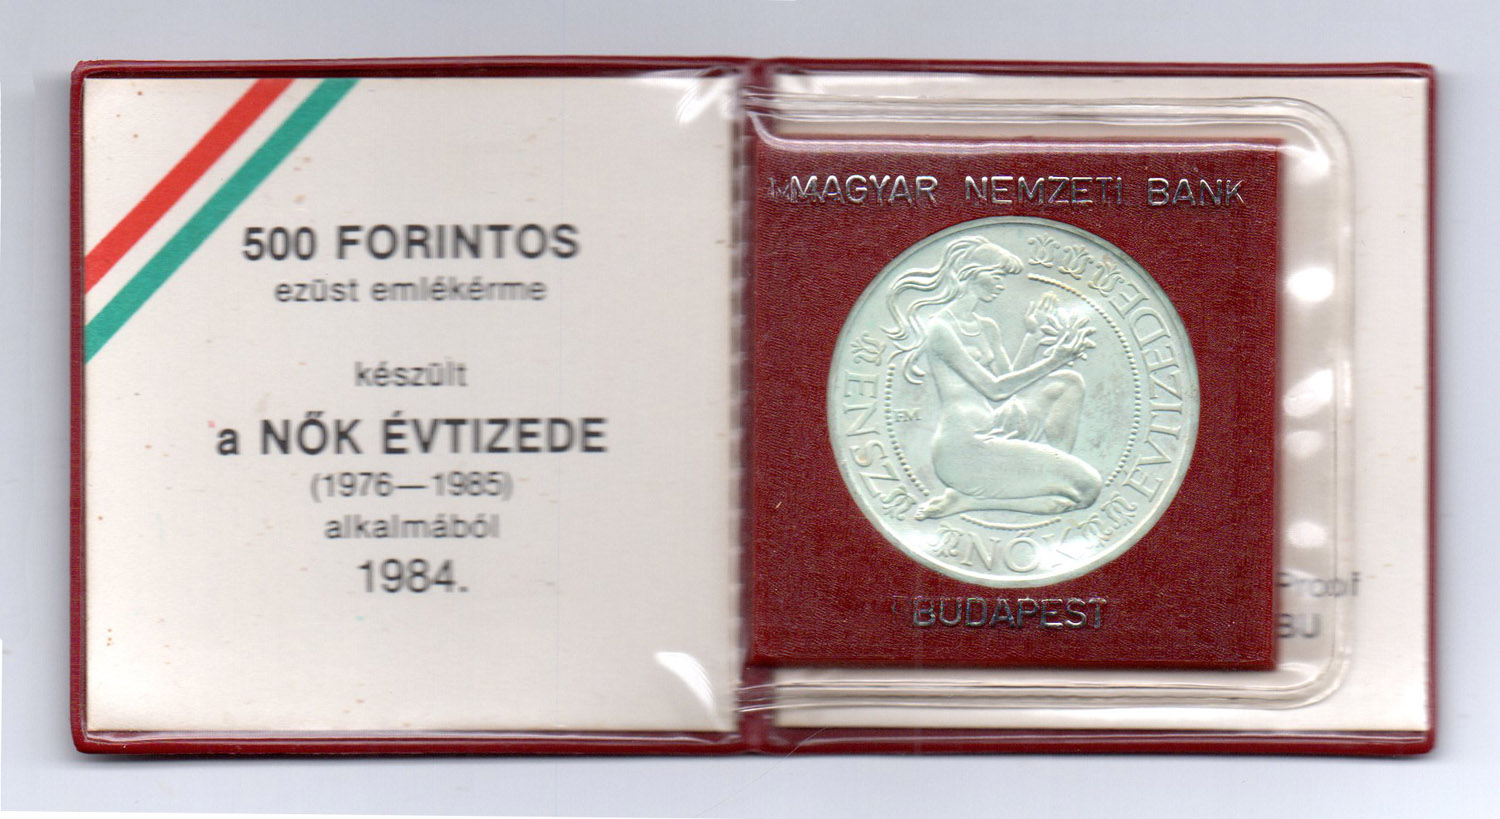 500 FORINTOS
ezüst emlékérme
készült
a NŐK ÉVTIZEDE
(1976—1985)
alkalmából
1984.
MAGYAR NEMZETI BANK
ENSZ NŐK ÉVTIZEDE
F.M.
BUDAPEST
Proof
BU